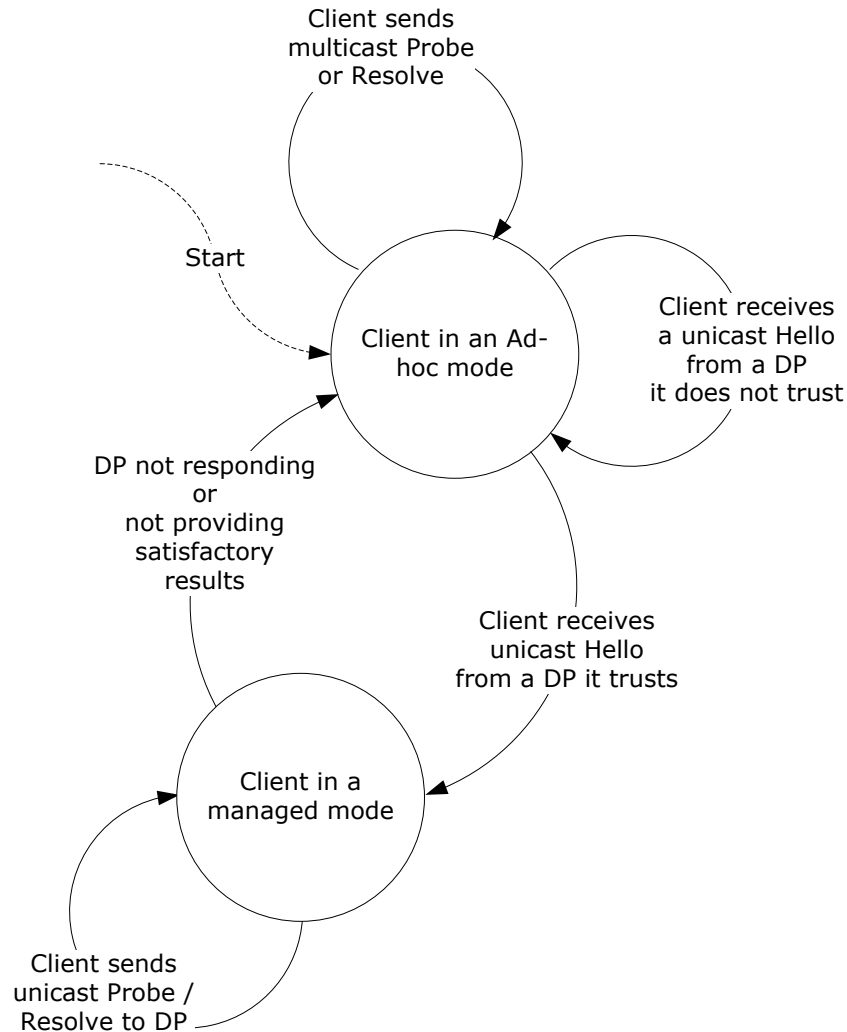 Client sends
multicast Probe
or Resolve
Start
Client in an Ad-
hoc mode
Client receives
a unicast Hello
from a DP
it does not trust
DP not responding
or
not providing
satisfactory
results
Client receives
unicast Hello
from a DP it trusts
Client in a
managed mode
Client sends
unicast Probe /
Resolve to DP